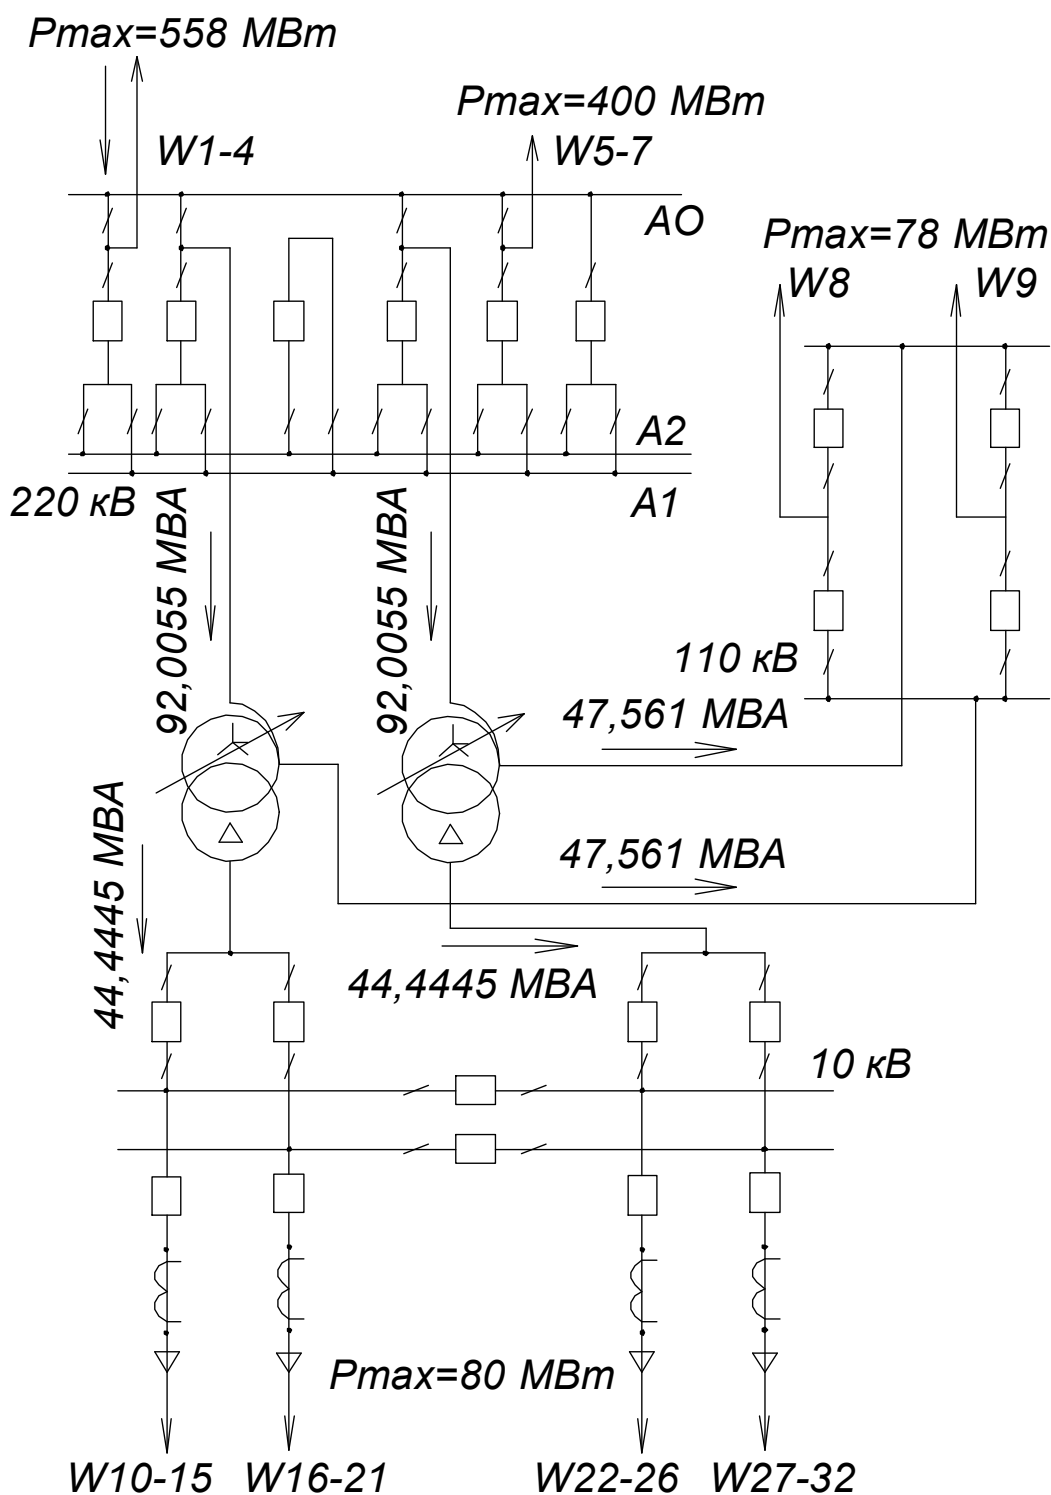 Pmax=558 МВт
Pmax=400 МВт
W1-4
W5-7
АО
Pmax=78 МВт
W8
W9
А2
220 кВ
А1
92,0055 МВА
92,0055 МВА
110 кВ
47,561 МВА
44,4445 МВА
47,561 МВА
44,4445 МВА
10 кВ
Pmax=80 МВт
W10-15
W16-21
W22-26
W27-32